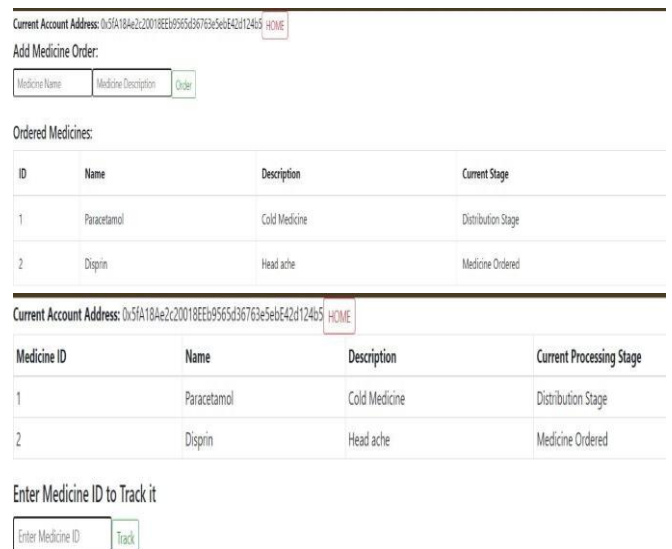 Current Account Address: 0x5fA18Ae2c20018EEb9565d36763e5ebE42d124b5 HOME
Add Medicine Order:
Medicine Name Medicine Description Order
Ordered Medicines:
ID Name Description Current Stage
1 Paracetamol Cold Medicine Distribution Stage
2 Disprin Head ache Medicine Ordered
Current Account Address: 0x5fA18Ae2c20018EEb9565d36763e5ebE42d124b5 HOME
Medicine ID Name Description Current Processing Stage
1 Paracetamol Cold Medicine Distribution Stage
2 Disprin Head ache Medicine Ordered
Enter Medicine ID to Track it
Enter Medicine ID Track